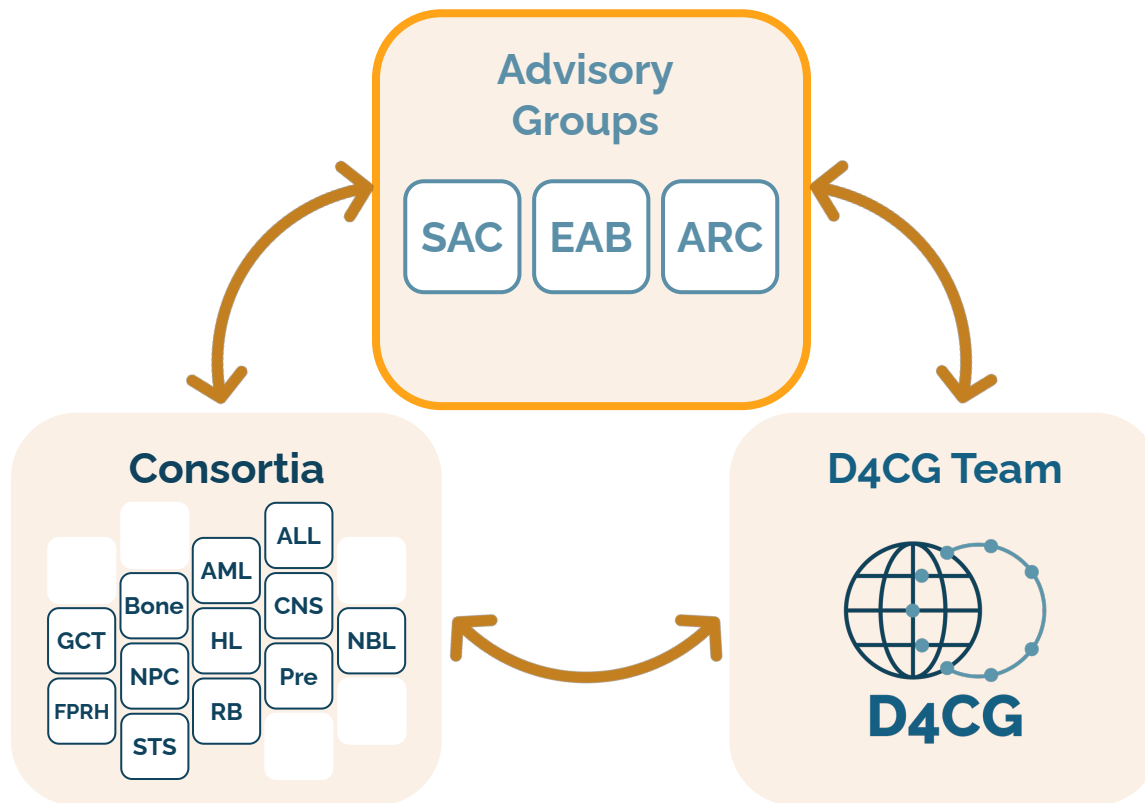 Advisory
Groups
SAC
EAB
ARC
Consortia
ALL
AML
Bone
CNS
GCT
HL
NBL
NPC
Pre
FPRH
RB
STS
D4CG Team
D4CG